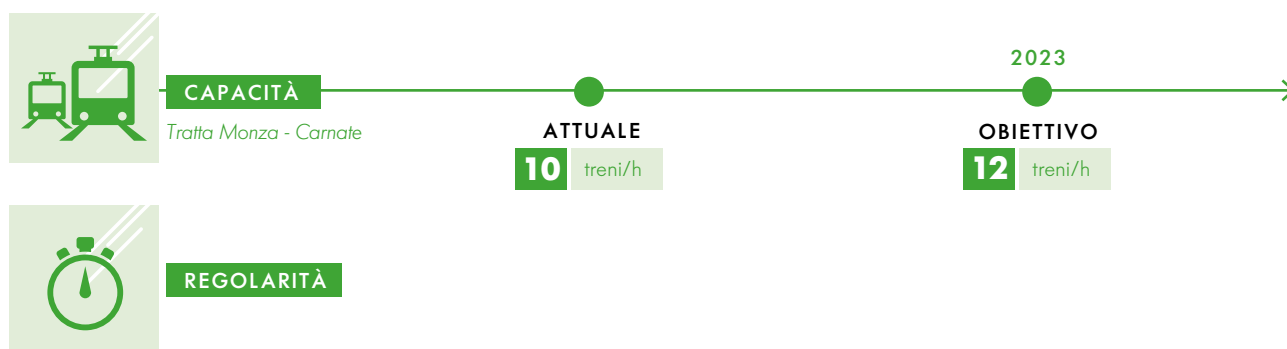 2023
CAPACITÀ
Tratta Monza - Carnate
ATTUALE
OBIETTIVO
10 treni/h
12 treni/h
REGOLARITÀ